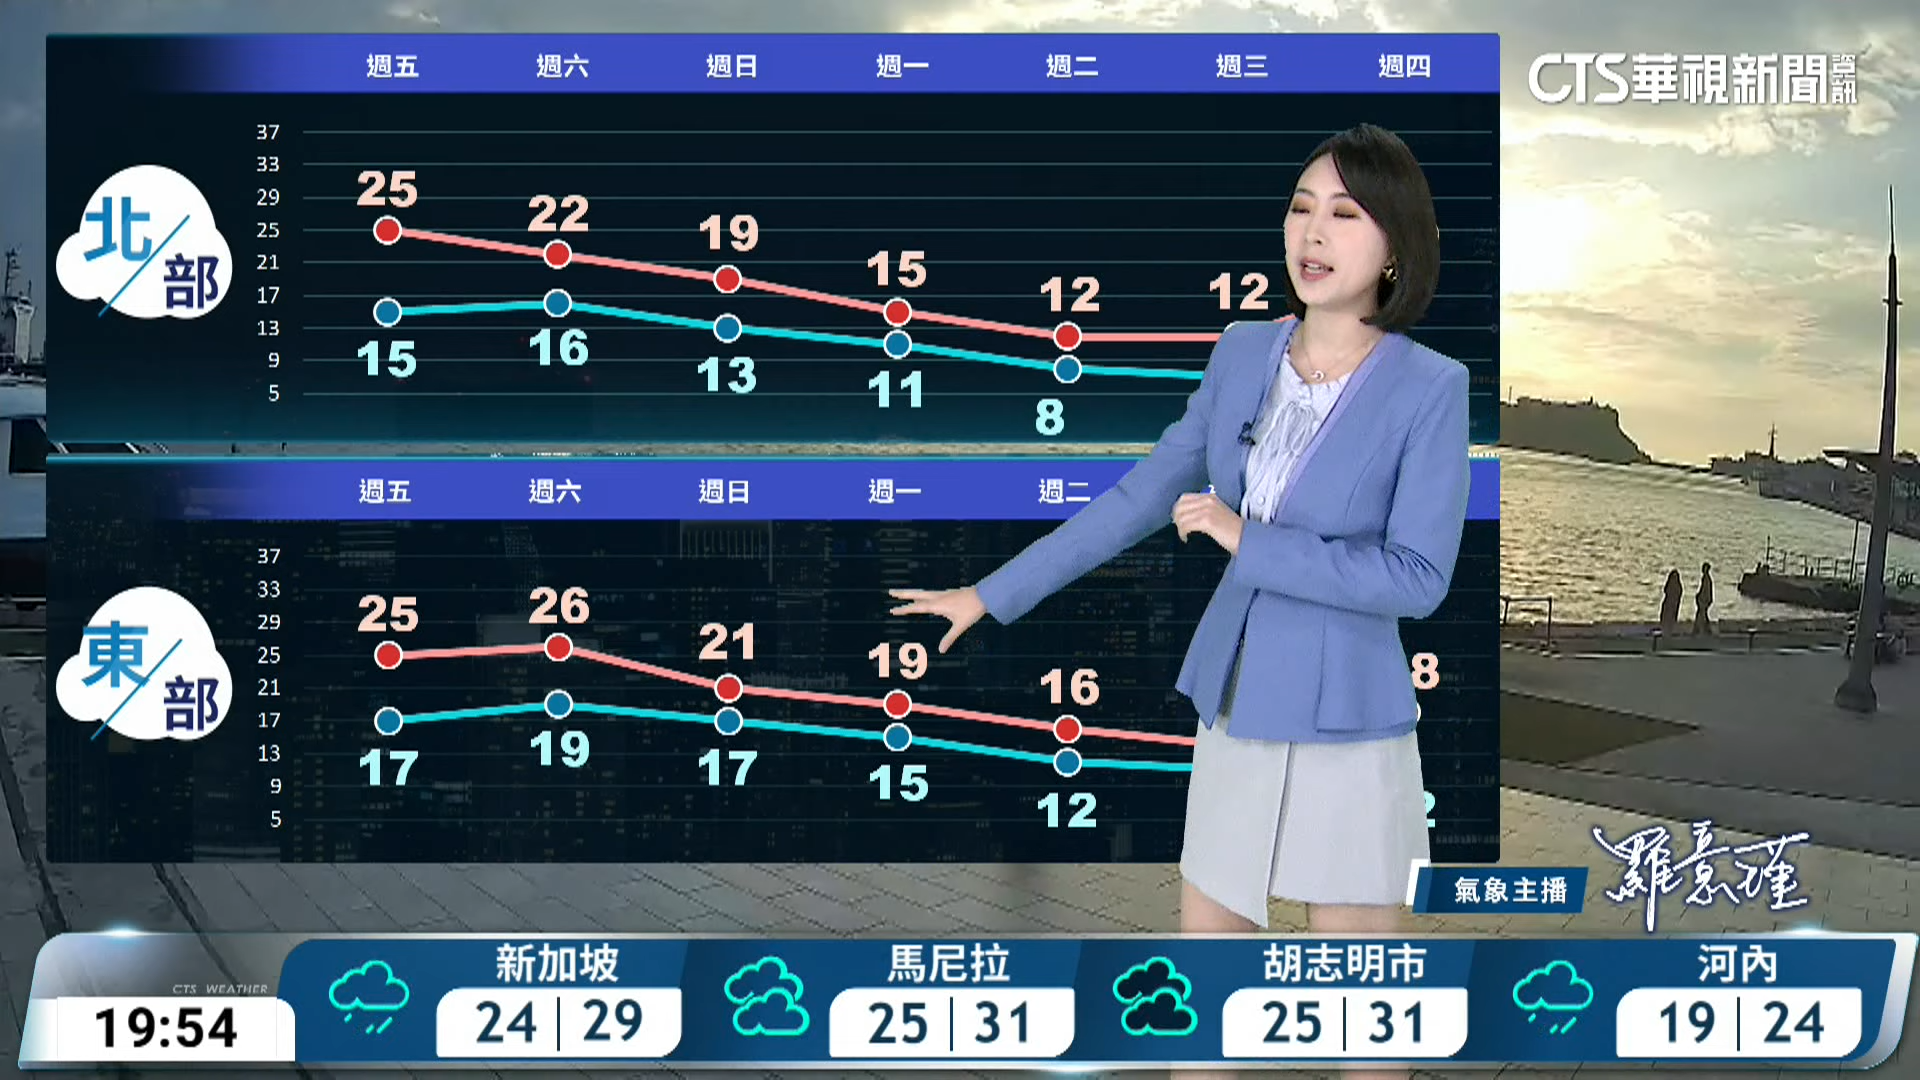 CTS華視新聞資訊
週五 週六 週日 週一 週二 週三 週四
37
33
29
25
21
17
13
9
5
北部
25 22 19 15 12 12
15 16 13 11 8
週五 週六 週日 週一 週二
37
33
29
25
21
17
13
9
5
東部
25 26 21 19 16 8
17 19 17 15 12 2
氣象主播 羅意瑾
CTS WEATHER
19:54
新加坡 馬尼拉 胡志明市 河內
24 | 29 25 | 31 25 | 31 19 | 24